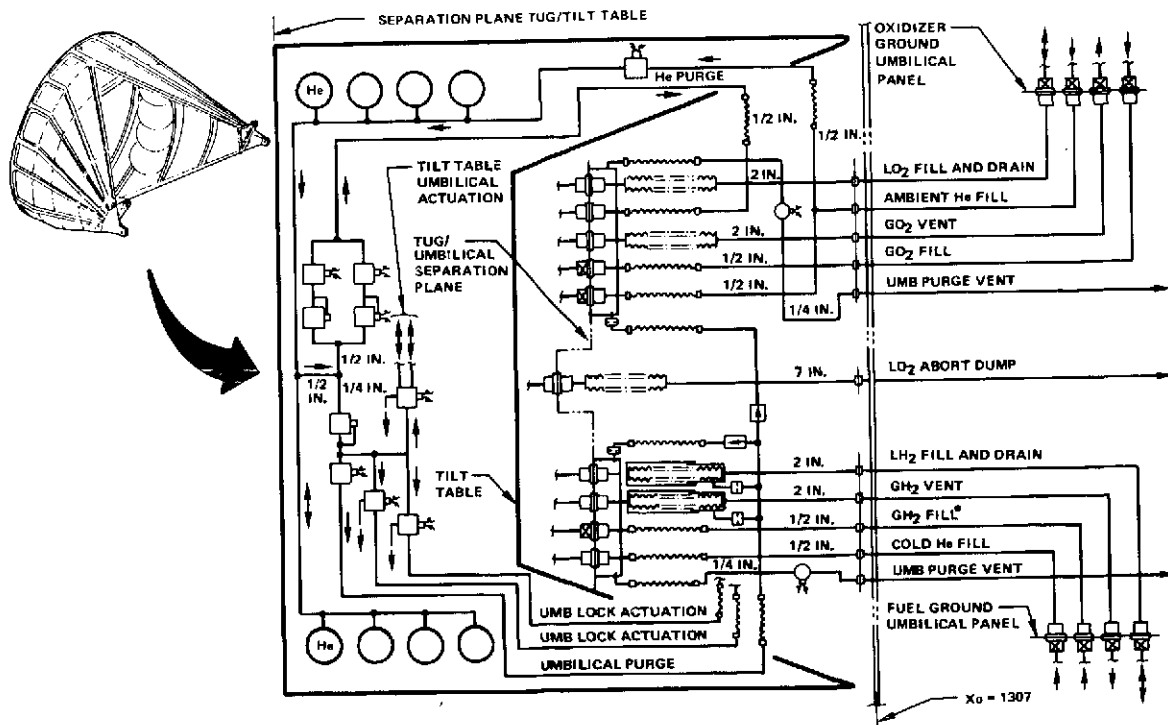 SEPARATION PLANE TUG/TILT TABLE
OXIDIZER
GROUND
UMBILICAL
PANEL
He
He PURGE
1/2 IN.
1/2 IN.
TILT TABLE
UMBILICAL
ACTUATION
2 IN.
LO2 FILL AND DRAIN
AMBIENT He FILL
TUG/
UMBILICAL
SEPARATION
PLANE
2 IN.
GO2 VENT
1/2 IN.
GO2 FILL
1/2 IN.
UMB PURGE VENT
1/4 IN.
1/2 IN.
1/2
IN.
1/4 IN.
7 IN.
LO2 ABORT DUMP
TILT
TABLE
2 IN.
LH2 FILL AND DRAIN
2 IN.
GH2 VENT
1/2 IN.
GH2 FILL*
1/2 IN.
COLD He FILL
1/4 IN.
UMB PURGE VENT
UMB LOCK ACTUATION
UMB LOCK ACTUATION
UMBILICAL PURGE
He
FUEL GROUND
UMBILICAL PANEL
Xo = 1307